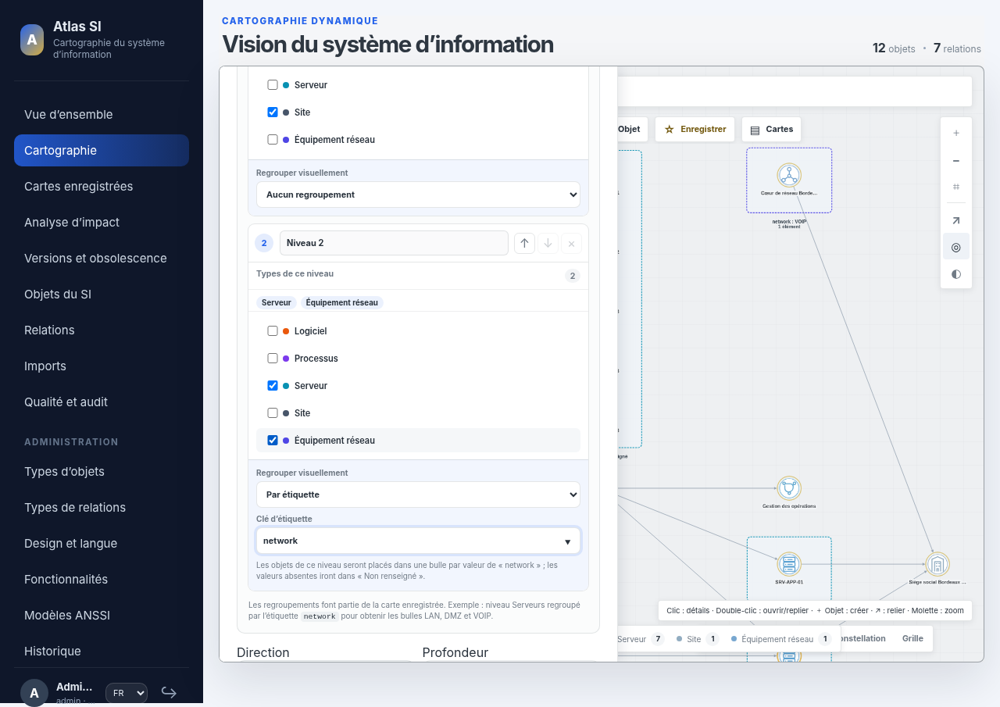 A
Atlas SI
Cartographie du système
d’information
Vue d’ensemble
Cartographie
Cartes enregistrées
Analyse d’impact
Versions et obsolescence
Objets du SI
Relations
Imports
Qualité et audit
ADMINISTRATION
Types d’objets
Types de relations
Design et langue
Fonctionnalités
Modèles ANSSI
Historique
A
Admi...
admin ·
FR
CARTOGRAPHIE DYNAMIQUE
Vision du système d’information
12 objets • 7 relations
Serveur
Site
Équipement réseau
Regrouper visuellement
Aucun regroupement
2
Niveau 2
↑
↓
×
Types de ce niveau
2
Serveur
Équipement réseau
Logiciel
Processus
Serveur
Site
Équipement réseau
Regrouper visuellement
Par étiquette
Clé d’étiquette
network
Les objets de ce niveau seront placés dans une bulle par valeur de « network » ; les
valeurs absentes iront dans « Non renseigné ».
Les regroupements font partie de la carte enregistrée. Exemple : niveau Serveurs regroupé
par l’étiquette network pour obtenir les bulles LAN, DMZ et VOIP.
Direction
Profondeur
Objet
☆ Enregistrer
▤ Cartes
+
−
⌗
↗
◎
◐
Cœur de réseau Borde...
network : VOIP
1 élément
igné
Gestion des opérations
SRV-APP-01
Siège social Bordeaux ...
Clic : détails · Double-clic : ouvrir/replier · + Objet : créer · ↗ : relier · Molette : zoom
Serveur 7
Site 1
Équipement réseau 1
onstellation
Grille